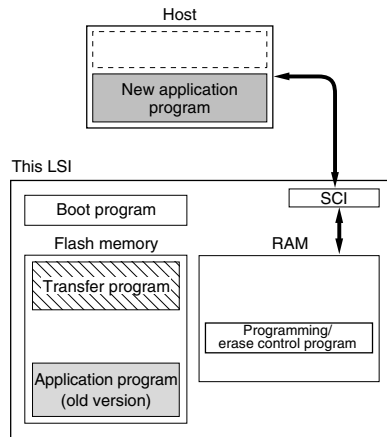 Host
New application
program
This LSI
SCI
Boot program
Flash memory
RAM
Transfer program
Programming/
erase control program
Application program
(old version)